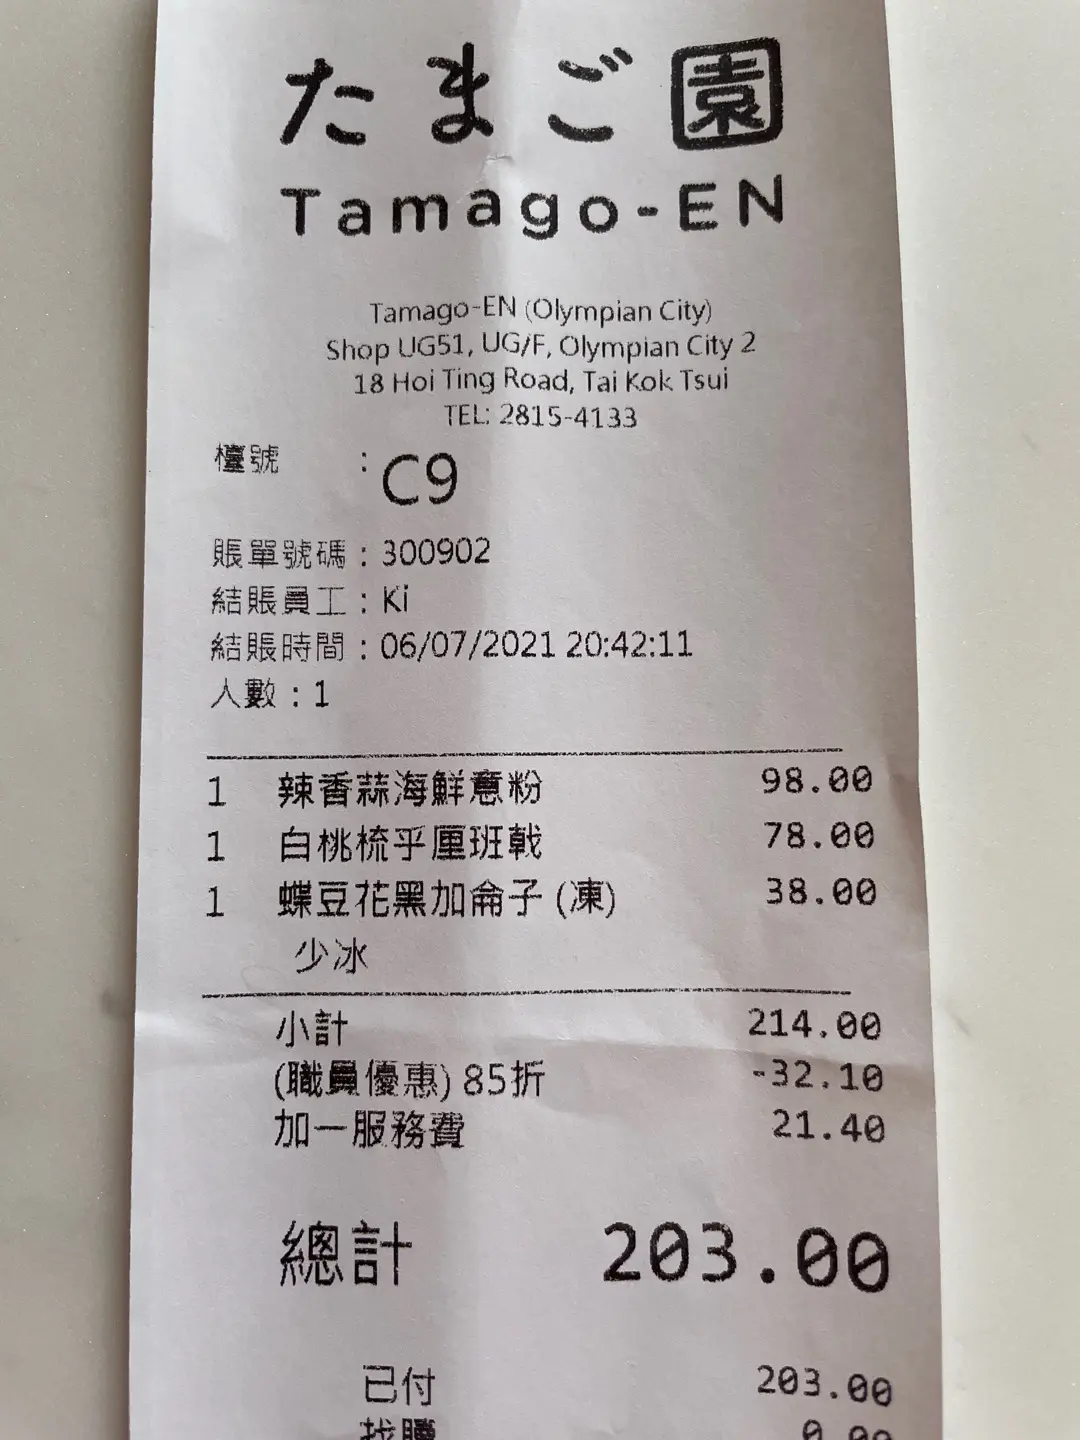 たまご園
Tamago-EN
Tamago-EN (Olympian City)
Shop UG51, UG/F, Olympian City 2
18 Hoi Ting Road, Tai Kok Tsui
TEL: 2815-4133
檯號 : C9
賬單號碼 : 300902
結賬員工 : Ki
結賬時間 : 06/07/2021 20:42:11
人數 : 1
1 辣香蒜海鮮意粉 98.00
1 白桃梳乎厘班戟 78.00
1 蝶豆花黑加侖子 (凍) 38.00
少冰
小計 214.00
(職員優惠) 85折 -32.10
加一服務費 21.40
總計 203.00
已付 203.00
找贖 0.00